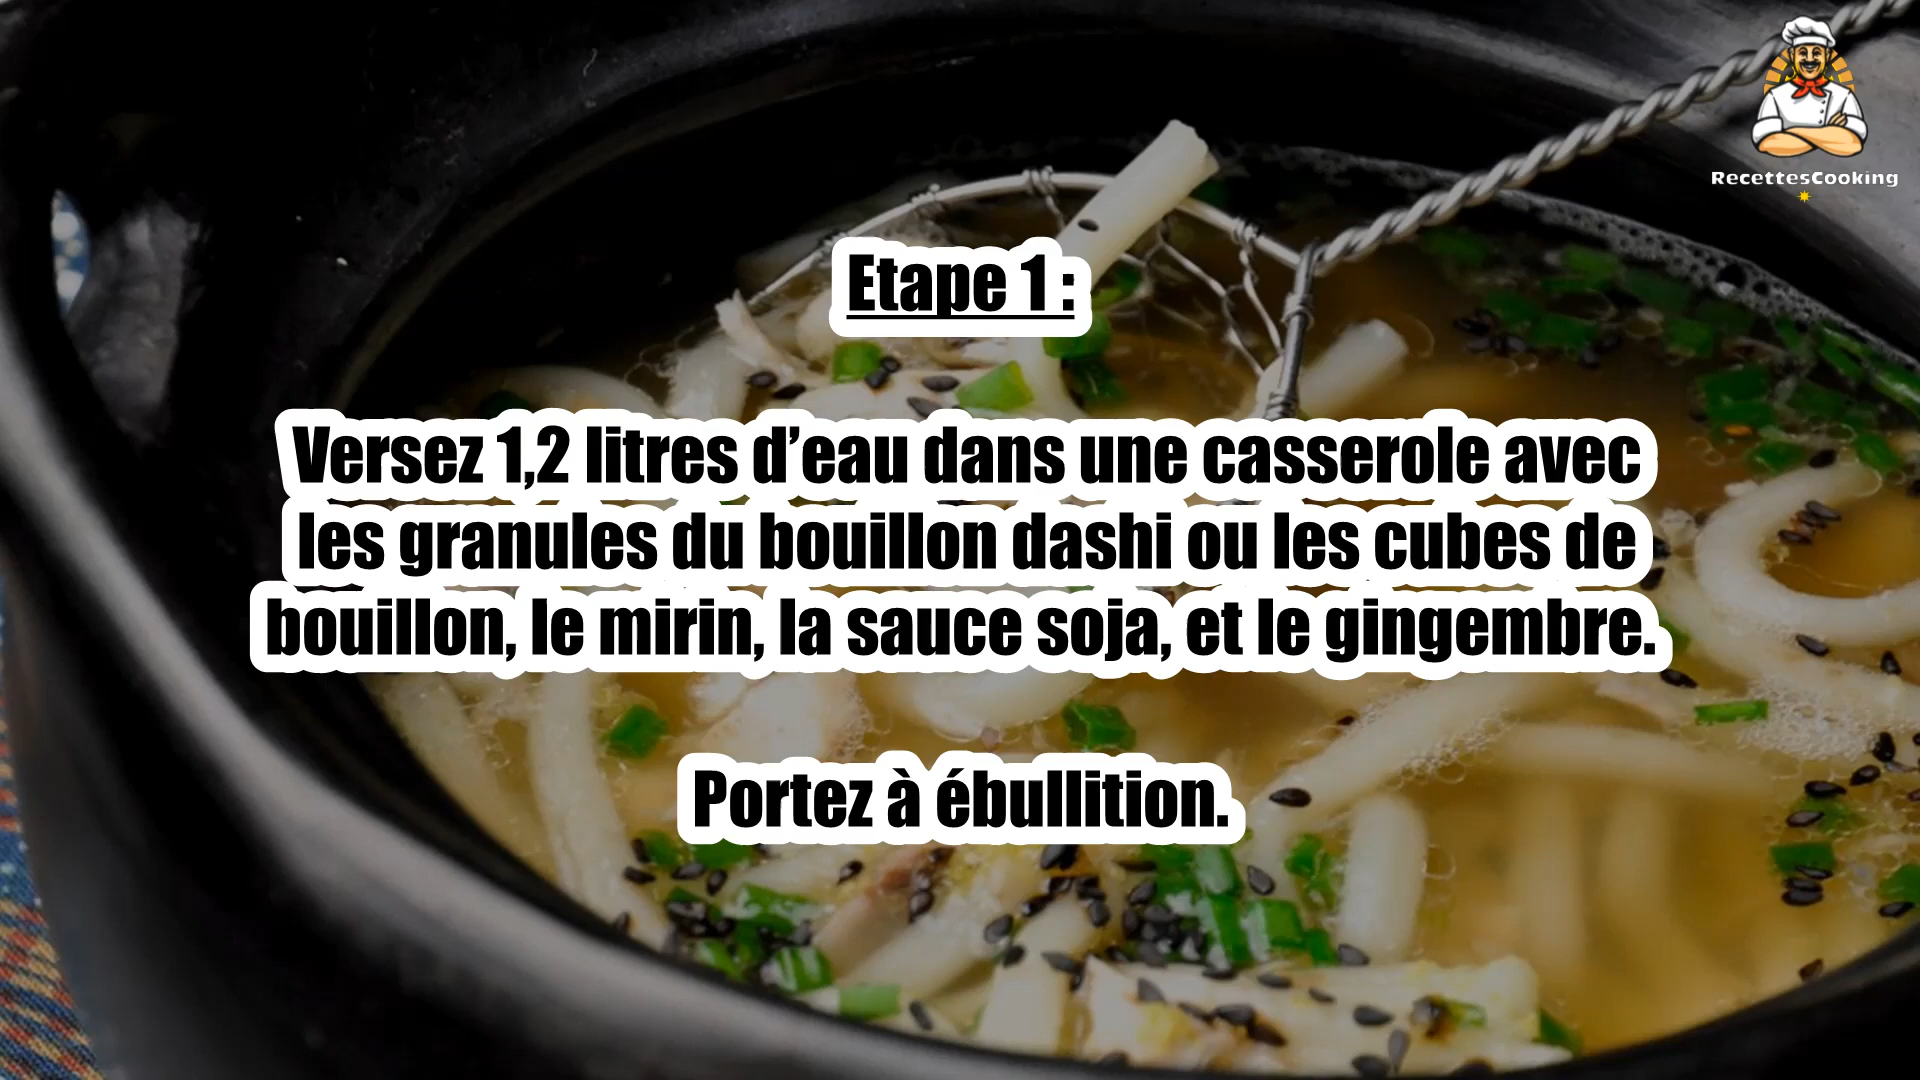 RecettesCooking
Etape 1 :
Versez 1,2 litres d’eau dans une casserole avec
les granules du bouillon dashi ou les cubes de
bouillon, le mirin, la sauce soja, et le gingembre.
Portez à ébullition.